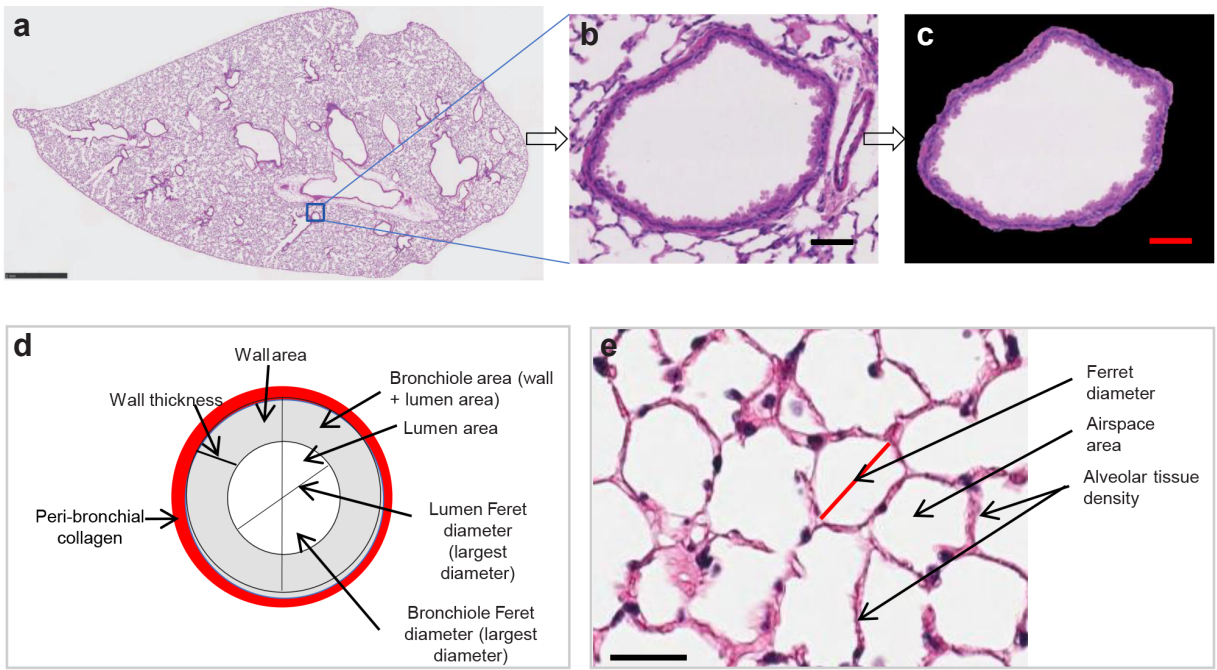 a
b
c
d
Wall area
Wall thickness
Bronchiole area (wall
+ lumen area)
Lumen area
Peri-bronchial
collagen
Lumen Feret
diameter
(largest
diameter)
Bronchiole Feret
diameter (largest
diameter)
e
Ferret
diameter
Airspace
area
Alveolar tissue
density